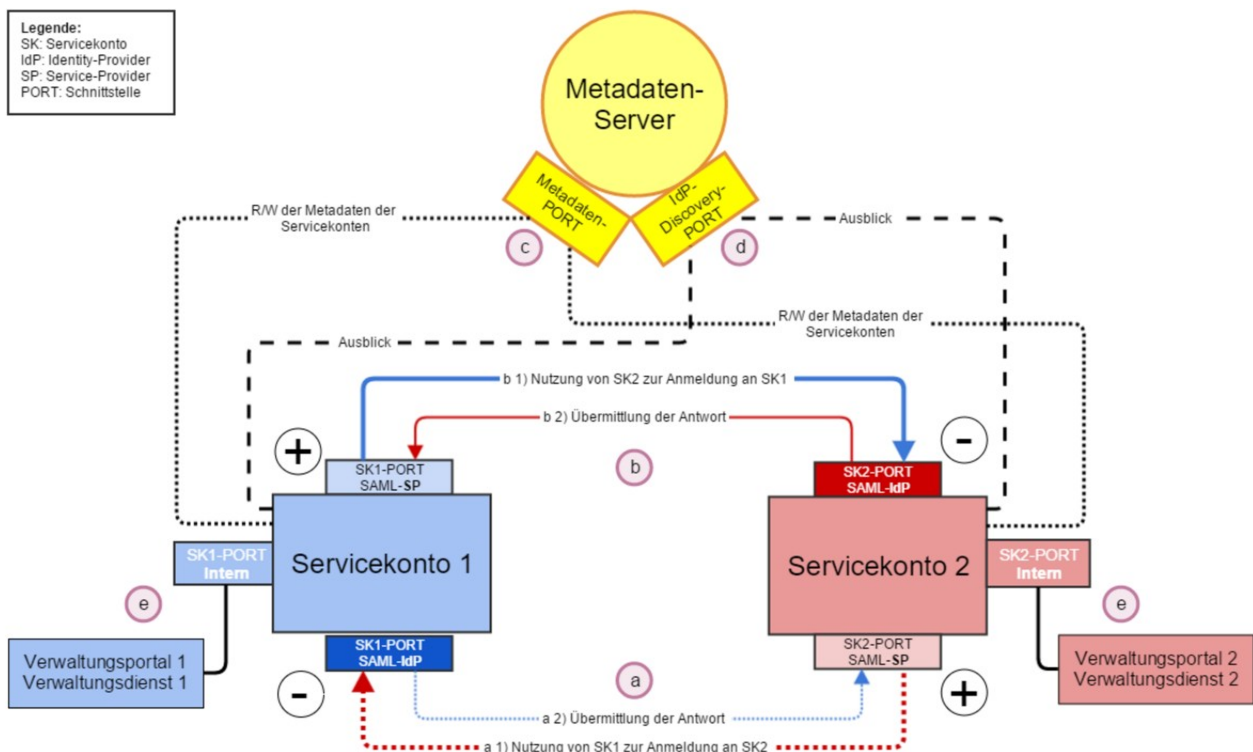 Legende:
SK: Servicekonto
IdP: Identity-Provider
SP: Service-Provider
PORT: Schnittstelle
Metadaten-
Server
Metadaten-
PORT
IdP-
Discovery-
PORT
R/W der Metadaten der
Servicekonten
Ausblick
c
d
R/W der Metadaten der
Servicekonten
Ausblick
b 1) Nutzung von SK2 zur Anmeldung an SK1
b 2) Übermittlung der Antwort
+
-
b
SK1-PORT
SAML-SP
SK2-PORT
SAML-IdP
Servicekonto 1
Servicekonto 2
SK1-PORT
Intern
SK2-PORT
Intern
e
e
SK1-PORT
SAML-IdP
SK2-PORT
SAML-SP
Verwaltungsportal 1
Verwaltungsdienst 1
Verwaltungsportal 2
Verwaltungsdienst 2
-
a
+
a 2) Übermittlung der Antwort
a 1) Nutzung von SK1 zur Anmeldung an SK2